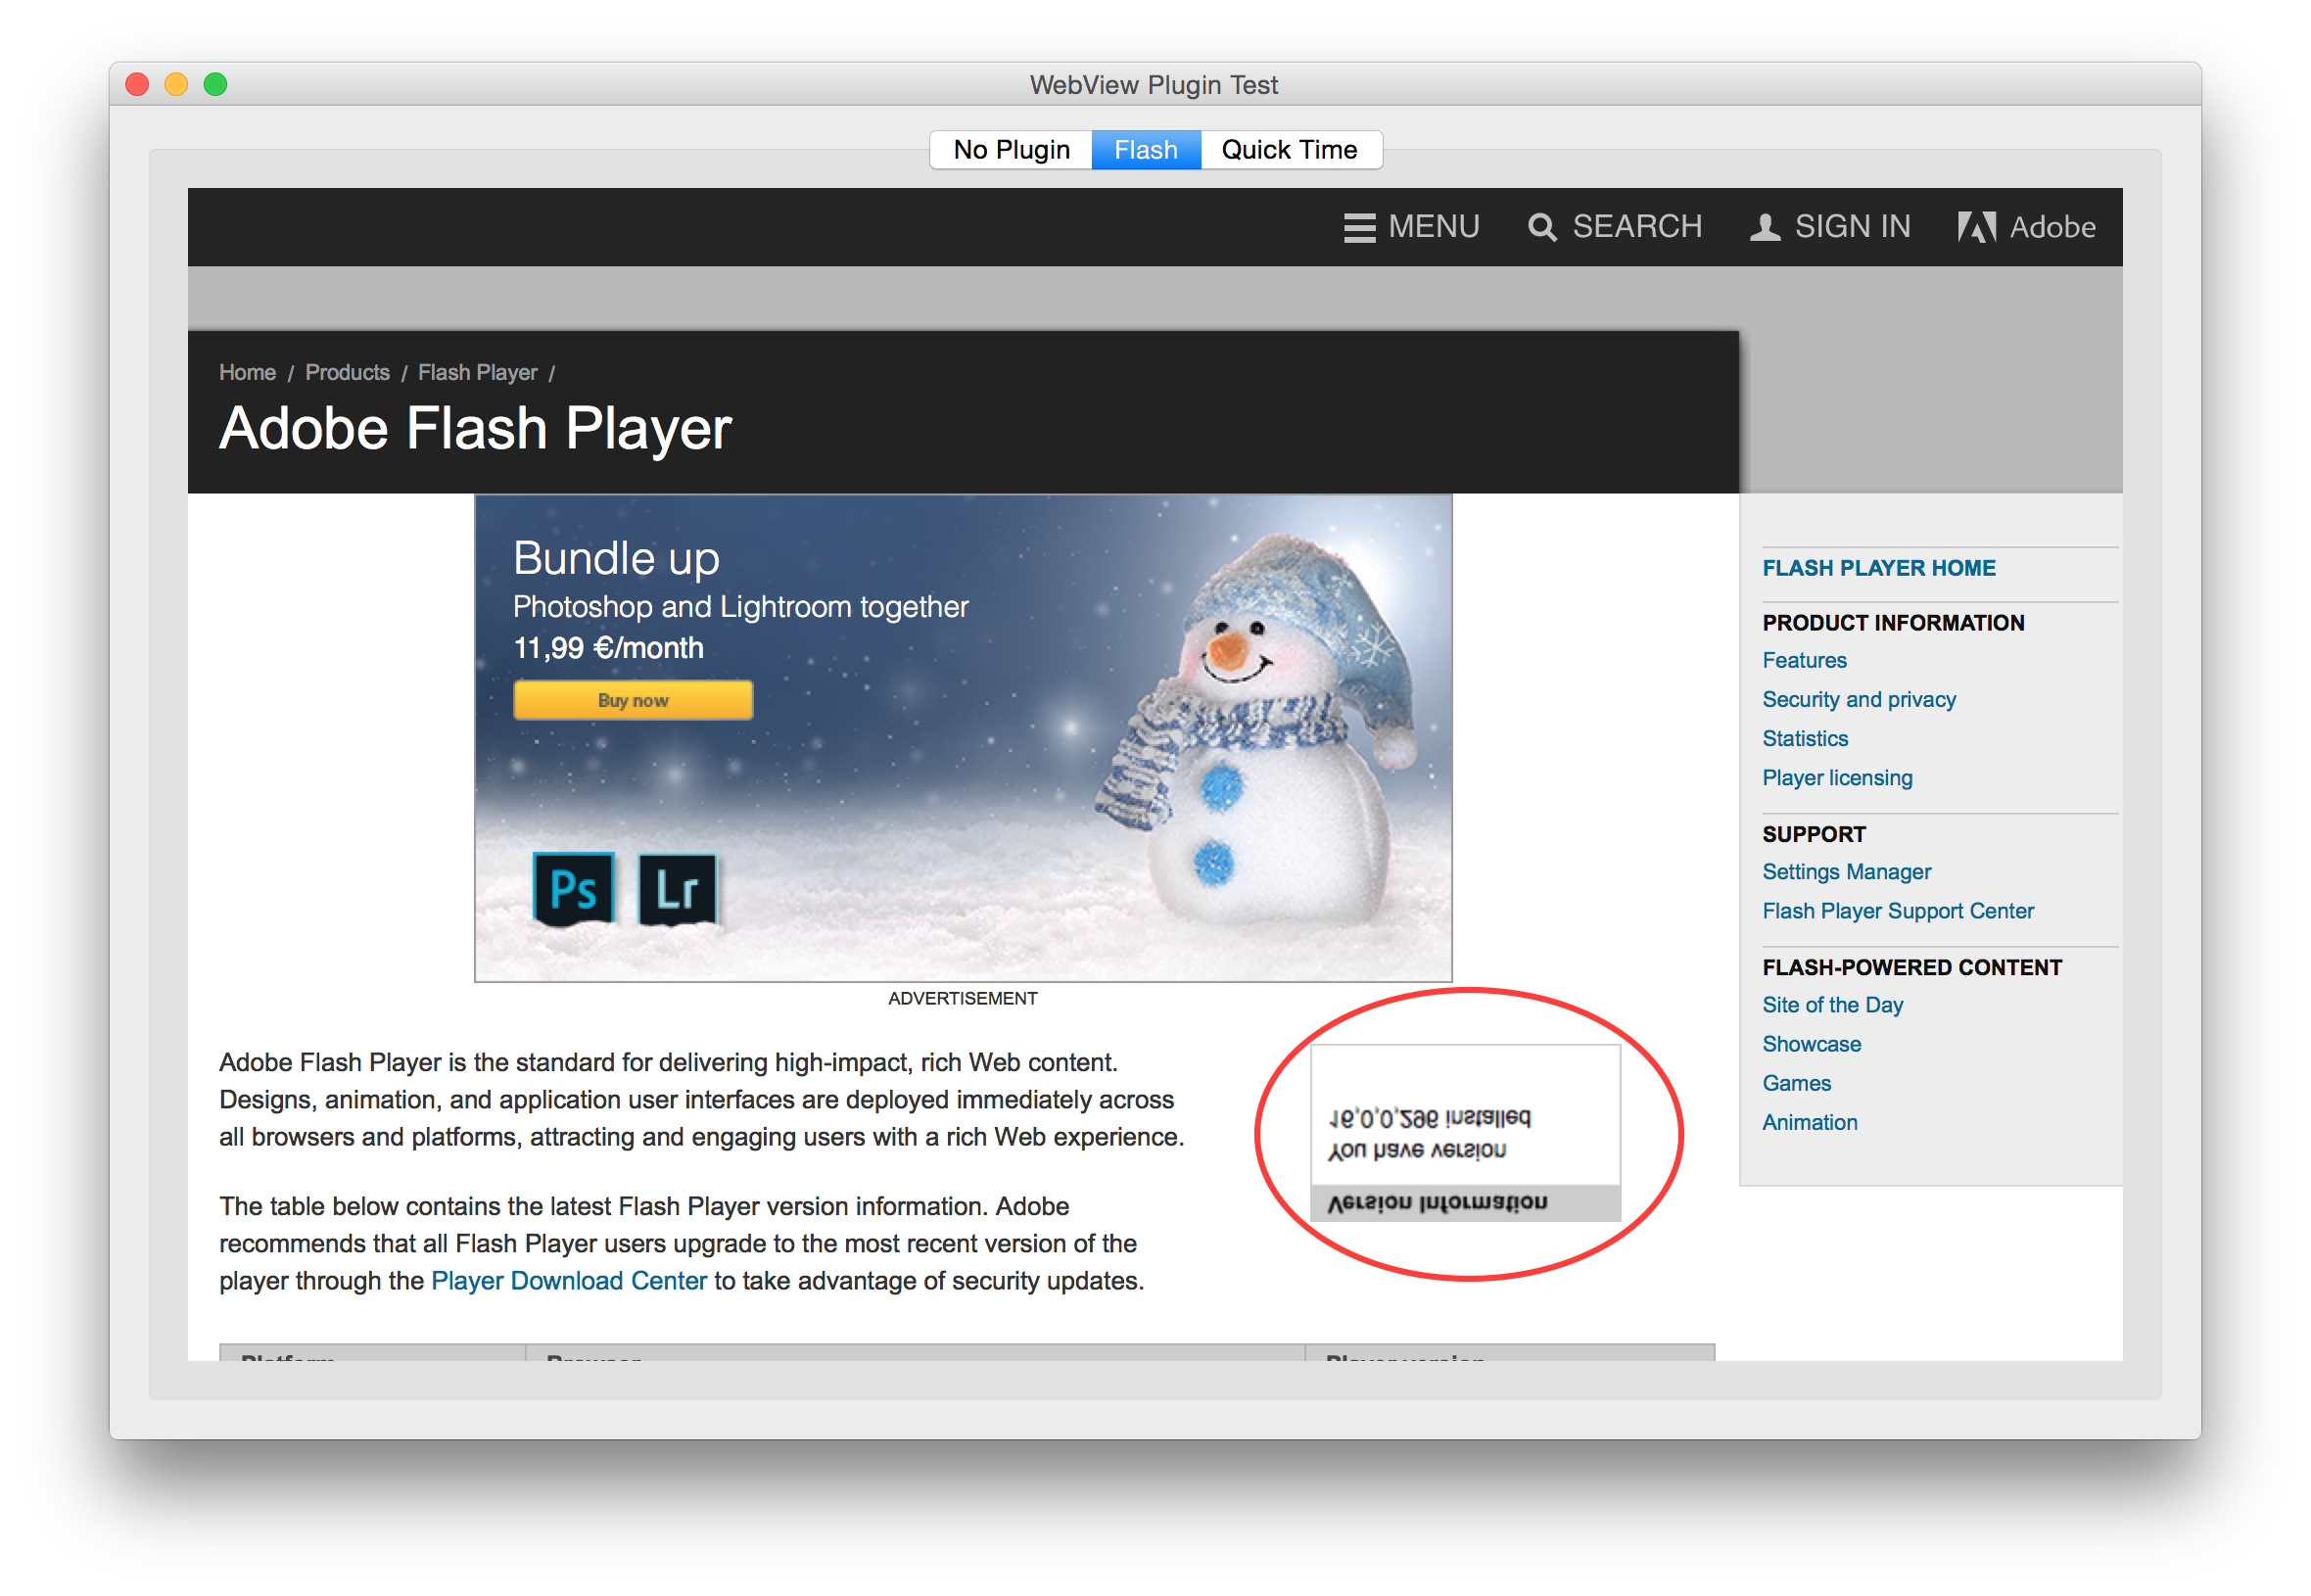 WebView Plugin Test
No Plugin Flash Quick Time
MENU SEARCH SIGN IN Adobe
Home / Products / Flash Player /
Adobe Flash Player
Bundle up
Photoshop and Lightroom together
11,99 €/month
Buy now
Ps Lr
ADVERTISEMENT
Adobe Flash Player is the standard for delivering high-impact, rich Web content.
Designs, animation, and application user interfaces are deployed immediately across
all browsers and platforms, attracting and engaging users with a rich Web experience.
The table below contains the latest Flash Player version information. Adobe
recommends that all Flash Player users upgrade to the most recent version of the
player through the Player Download Center to take advantage of security updates.
Version Information
You have version
16,0,0,296 installed
Platform Browser Player version
FLASH PLAYER HOME
PRODUCT INFORMATION
Features
Security and privacy
Statistics
Player licensing
SUPPORT
Settings Manager
Flash Player Support Center
FLASH-POWERED CONTENT
Site of the Day
Showcase
Games
Animation